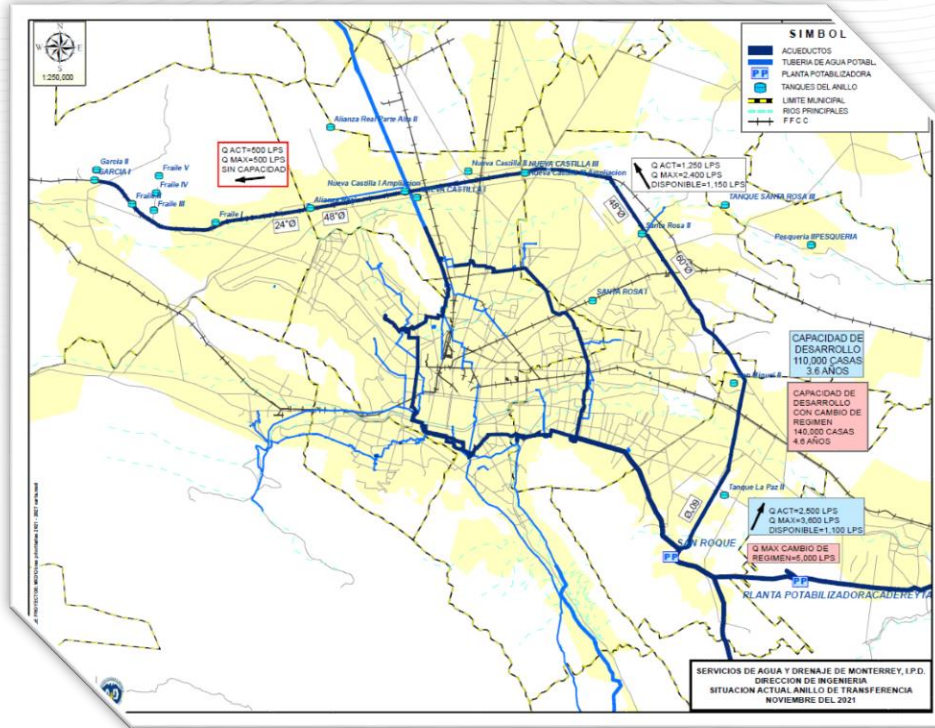 N
W
E
S
1:250,000
SIMBOL
ACUEDUCTOS
TUBERIA DE AGUA POTABL
PP PLANTA POTABILIZADORA
TANQUES DEL ANILLO
LIMITE MUNICIPAL
RIOS PRINCIPALES
F F C C
Alianza Real Parte Alta II
Q ACT=500 LPS
Q MAX=500 LPS
SIN CAPACIDAD
Garcia II
GARCIA I
Fraile V
Fraile IV
Fraile III
Fraile I
24"Ø
48"Ø
Nueva Castilla I Ampliacion
Nueva Castilla II
NUEVA CASTILLA III
Q ACT=1,250 LPS
Q MAX=2,400 LPS
DISPONIBLE=1,150 LPS
48"Ø
TANQUE SANTA ROSA III
Santa Rosa II
Pesqueria II
PESQUERIA
60"Ø
SANTA ROSA I
CAPACIDAD DE
DESARROLLO
110,000 CASAS
3.6 AÑOS
CAPACIDAD DE
DESARROLLO
CON CAMBIO DE
REGIMEN
140,000 CASAS
4.6 AÑOS
Tanque La Paz II
60"Ø
Q ACT=2,500 LPS
Q MAX=3,600 LPS
DISPONIBLE=1,100 LPS
SAN ROQUE
PP
Q MAX CAMBIO DE
REGIMEN=5,000 LPS
PP
PLANTA POTABILIZADORA CADEREYTA
SERVICIOS DE AGUA Y DRENAJE DE MONTERREY, I.P.D.
DIRECCION DE INGENIERIA
SITUACION ACTUAL ANILLO DE TRANSFERENCIA
NOVIEMBRE DEL 2021